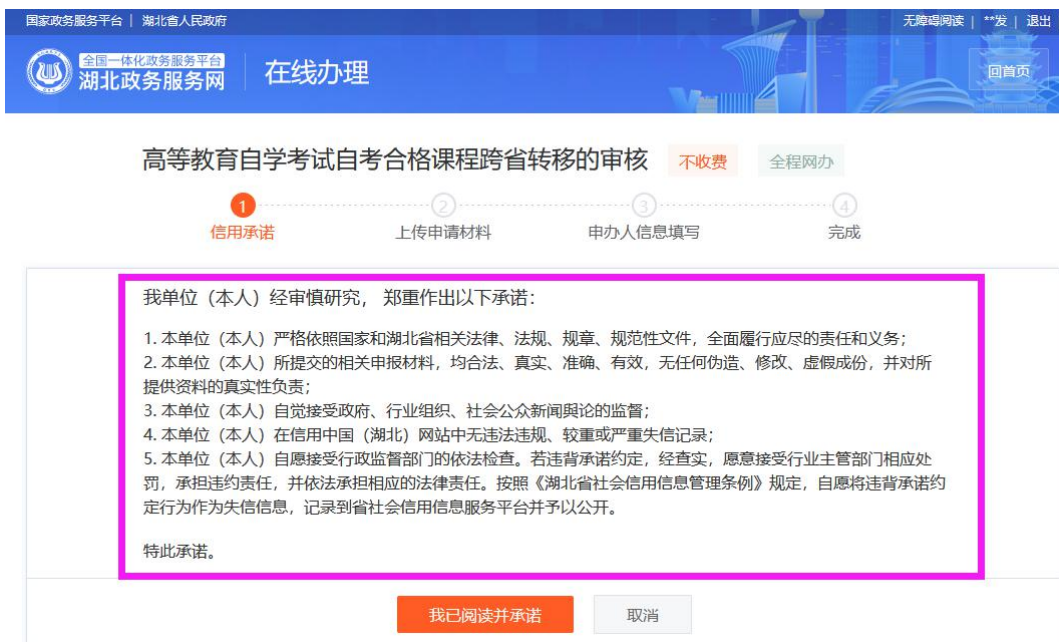 国家政务服务平台 | 湖北省人民政府
无障碍阅读 | **发 | 退出
全国一体化政务服务平台
湖北政务服务网
在线办理
回首页
高等教育自学考试自考合格课程跨省转移的审核 不收费 全程网办
1 2 3 4
信用承诺 上传申请材料 申办人信息填写 完成
我单位（本人）经审慎研究， 郑重作出以下承诺：
1. 本单位（本人）严格依照国家和湖北省相关法律、法规、规章、规范性文件，全面履行应尽的责任和义务；
2. 本单位（本人）所提交的相关申报材料，均合法、真实、准确、有效，无任何伪造、修改、虚假成份，并对所
提供资料的真实性负责；
3. 本单位（本人）自觉接受政府、行业组织、社会公众新闻舆论的监督；
4. 本单位（本人）在信用中国（湖北）网站中无违法违规、较重或严重失信记录；
5. 本单位（本人）自愿接受行政监督部门的依法检查。若违背承诺约定，经查实，愿意接受行业主管部门相应处
罚，承担违约责任，并依法承担相应的法律责任。按照《湖北省社会信用信息管理条例》规定，自愿将违背承诺约
定行为作为失信信息，记录到省社会信用信息服务平台并予以公开。
特此承诺。
我已阅读并承诺 取消